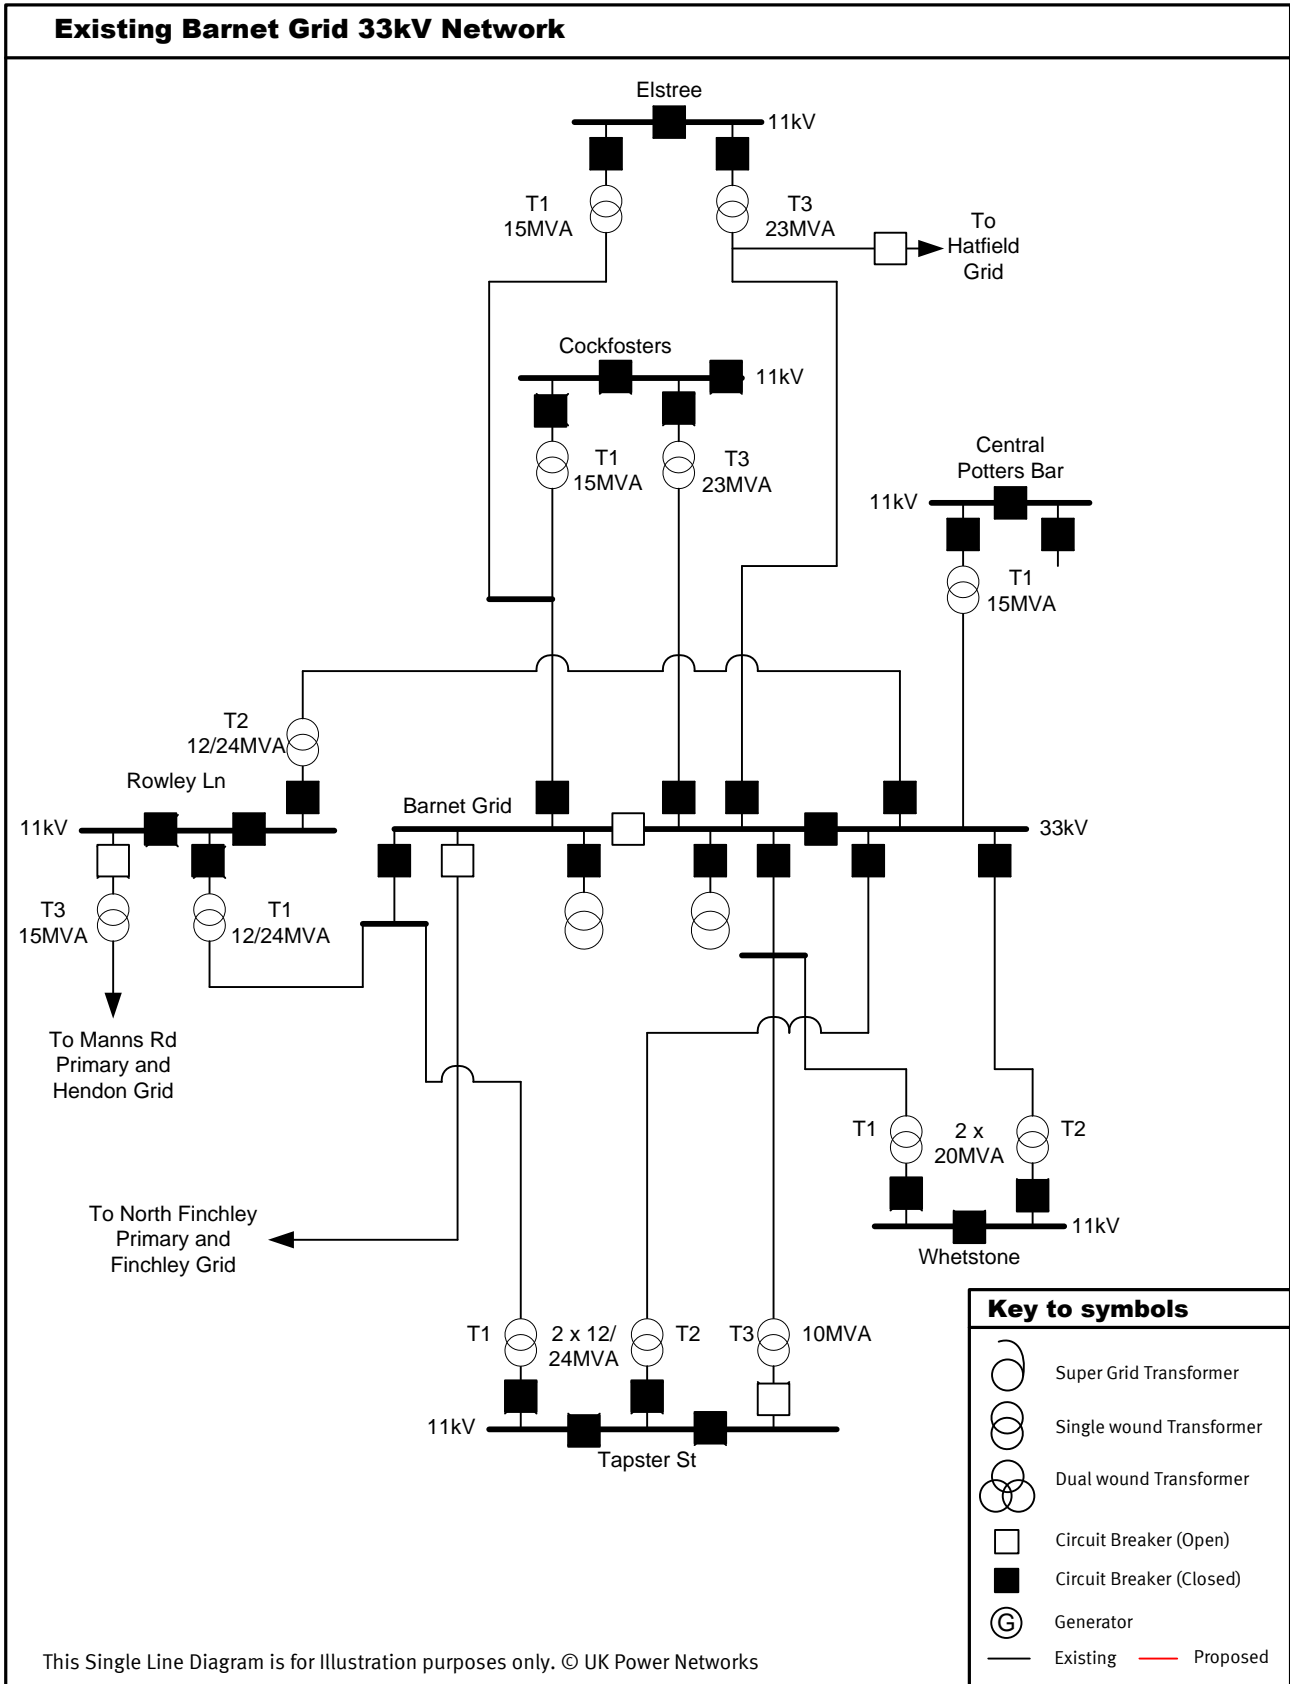 Existing Barnet Grid 33kV Network
Elstree
11kV
T1
15MVA
T3
23MVA
To
Hatfield
Grid
Cockfosters
11kV
T1
15MVA
T3
23MVA
Central
Potters Bar
11kV
T1
15MVA
T2
12/24MVA
Rowley Ln
11kV
Barnet Grid
33kV
T3
15MVA
T1
12/24MVA
To Manns Rd
Primary and
Hendon Grid
T1
2 x
20MVA
T2
11kV
Whetstone
To North Finchley
Primary and
Finchley Grid
T1
2 x 12/
24MVA
T2
T3
10MVA
11kV
Tapster St
Key to symbols
Super Grid Transformer
Single wound Transformer
Dual wound Transformer
Circuit Breaker (Open)
Circuit Breaker (Closed)
G
Generator
Existing
Proposed
This Single Line Diagram is for Illustration purposes only. © UK Power Networks